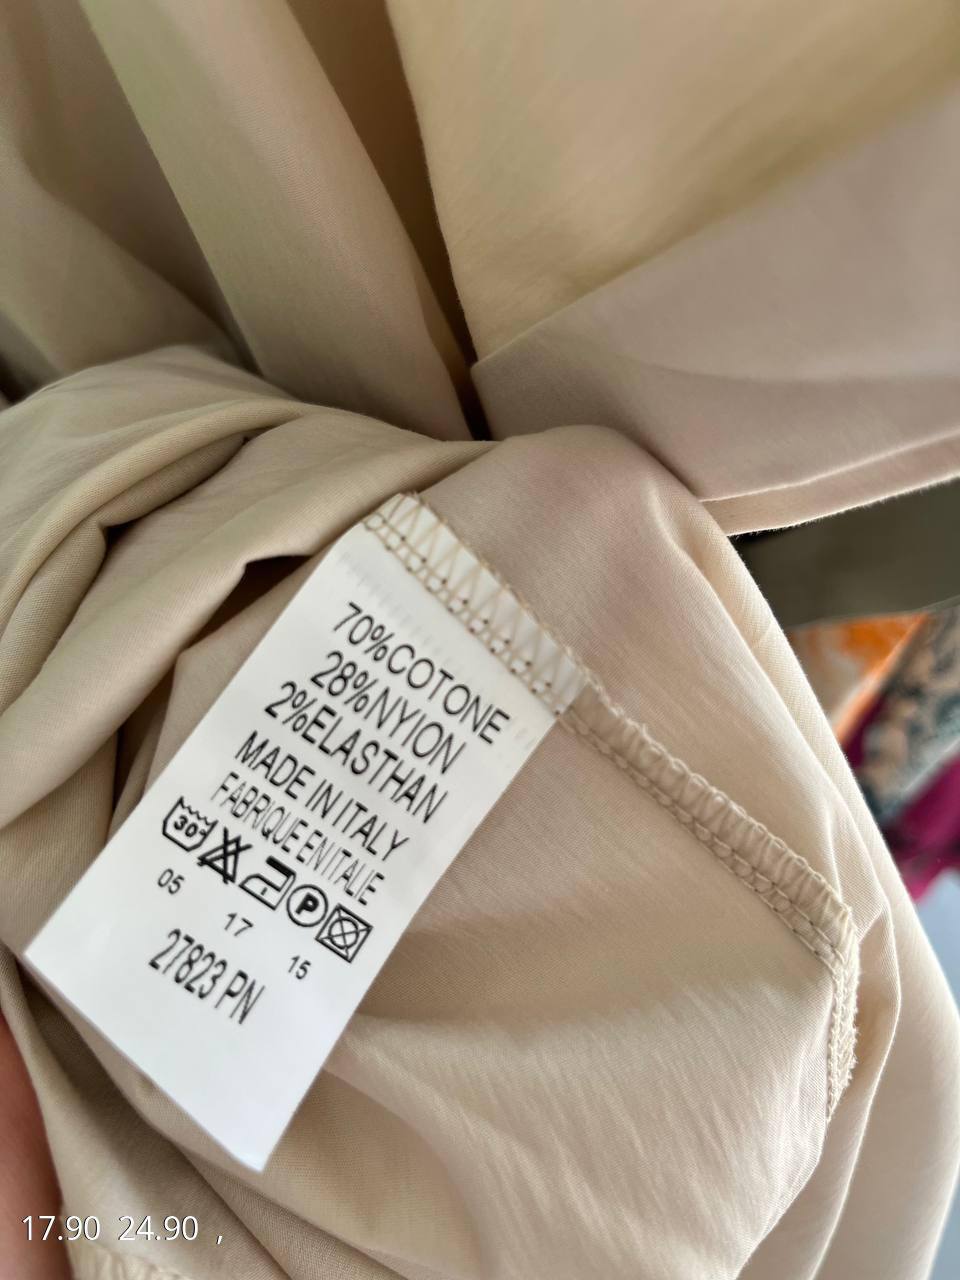 70%COTONE
28%NYION
2%ELASTHAN
MADE IN ITALY
FABRIQUE EN ITALIE
30° P
05 17 15
27823 PN
17.90 24.90 ,